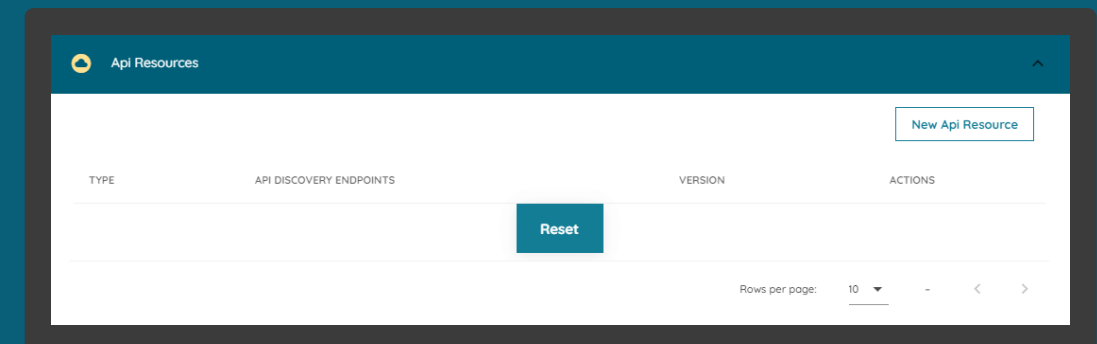 Api Resources
New Api Resource
TYPE API DISCOVERY ENDPOINTS VERSION ACTIONS
Reset
Rows per page: 10 –